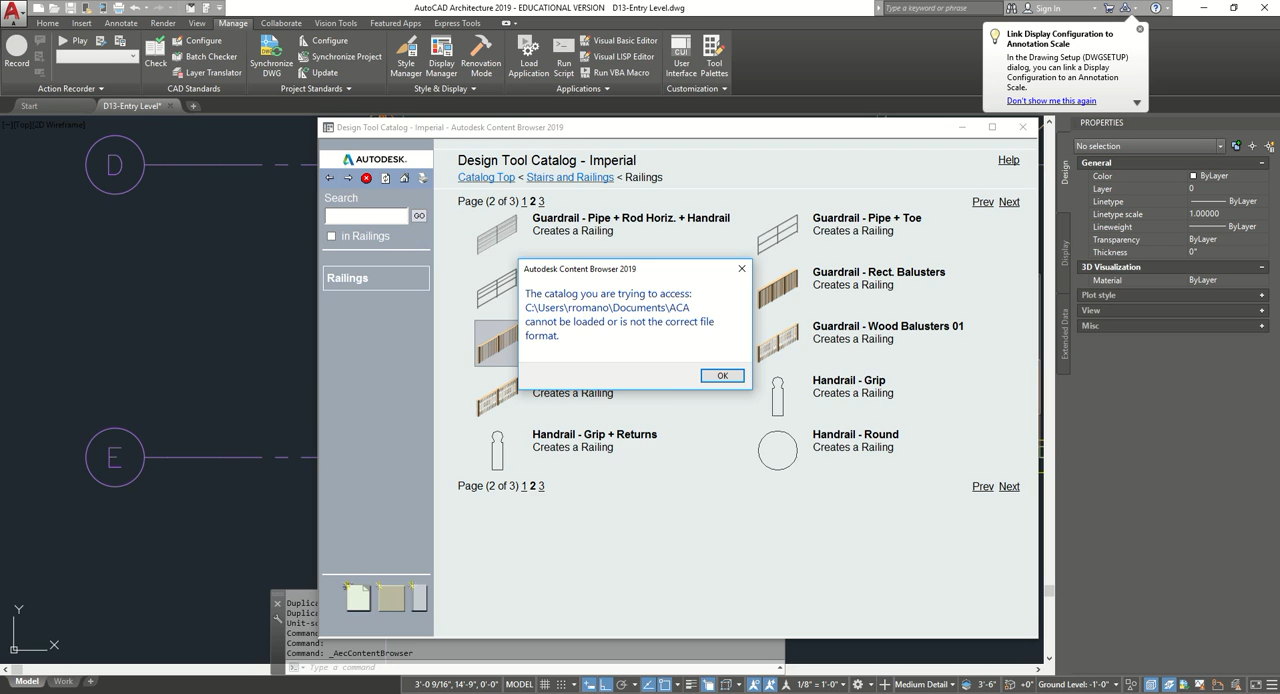 AutoCAD Architecture 2019 - EDUCATIONAL VERSION D13-Entry Level.dwg
Type a keyword or phrase
Sign In
Home Insert Annotate Render View Manage Collaborate Vision Tools Featured Apps Express Tools
Record
Play
Check
Configure
Batch Checker
Layer Translator
Synchronize
DWG
Configure
Synchronize Project
Update
Style
Manager
Display
Manager
Renovation
Mode
Load
Application
Run
Script
Visual Basic Editor
Visual LISP Editor
Run VBA Macro
User
Interface
Tool
Palettes
Action Recorder
CAD Standards
Project Standards
Style & Display
Applications
Customization
Link Display Configuration to
Annotation Scale
In the Drawing Setup (DWGSETUP)
dialog, you can link a Display
Configuration to an Annotation
Scale.
Don't show me this again
Start
D13-Entry Level*
[−][Top][2D Wireframe]
D
E
Y
X
Design Tool Catalog - Imperial - Autodesk Content Browser 2019
AUTODESK.
Search
GO
in Railings
Railings
Design Tool Catalog - Imperial
Help
Catalog Top < Stairs and Railings < Railings
Page (2 of 3) 1 2 3
Prev Next
Guardrail - Pipe + Rod Horiz. + Handrail
Creates a Railing
Guardrail - Pipe + Toe
Creates a Railing
Guardrail - Rect. Balusters
Creates a Railing
Guardrail - Wood Balusters 01
Creates a Railing
Creates a Railing
Handrail - Grip
Creates a Railing
Handrail - Grip + Returns
Creates a Railing
Handrail - Round
Creates a Railing
Page (2 of 3) 1 2 3
Prev Next
Autodesk Content Browser 2019
The catalog you are trying to access:
C:\Users\rromano\Documents\ACA
cannot be loaded or is not the correct file
format.
OK
PROPERTIES
No selection
Design
Display
Extended Data
General
Color ByLayer
Layer 0
Linetype ByLayer
Linetype scale 1.00000
Lineweight ByLayer
Transparency ByLayer
Thickness 0"
3D Visualization
Material ByLayer
Plot style
View
Misc
Duplica
Duplica
Unit-sc
Command
Command:
Command: _AecContentBrowser
Type a command
Model Work
3'-0 9/16", 14'-9", 0'-0" MODEL
1/8" = 1'-0"
Medium Detail
3'-6"
+0
Ground Level:-1'-0"